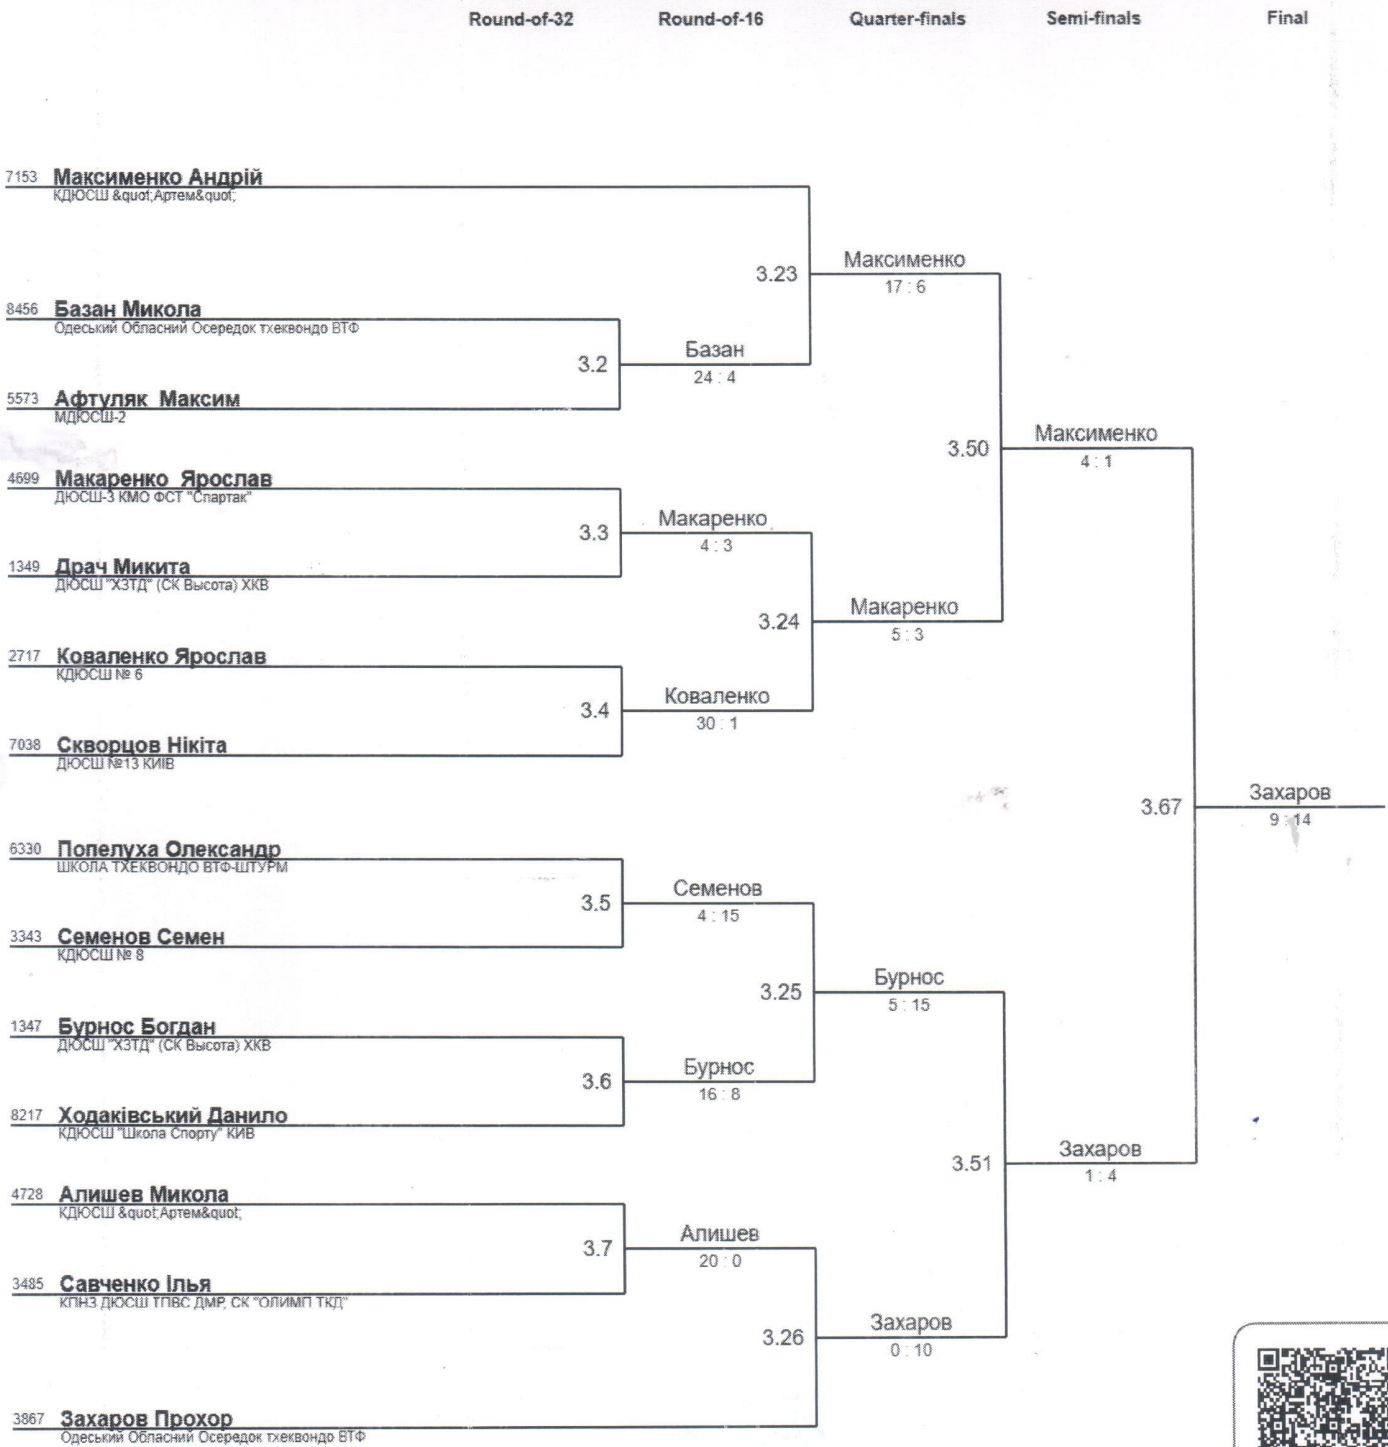 Round-of-32 Round-of-16 Quarter-finals Semi-finals Final
7153 Максименко Андрій
КДЮСШ &quot;Артем&quot;
3.23 Максименко
17 : 6
8456 Базан Микола
Одеський Обласний Осередок тхеквондо ВТФ
3.2 Базан
24 : 4
5573 Афтуляк Максим
МДЮСШ-2
3.50 Максименко
4 : 1
4699 Макаренко Ярослав
ДЮСШ-3 КМО ФСТ "Спартак"
3.3 Макаренко
4 : 3
1349 Драч Микита
ДЮСШ "ХЗТД" (СК Высота) ХКВ
3.24 Макаренко
5 : 3
2717 Коваленко Ярослав
КДЮСШ № 6
3.4 Коваленко
30 : 1
7038 Скворцов Нікіта
ДЮСШ №13 КИІВ
3.67 Захаров
9 : 14
6330 Попелуха Олександр
ШКОЛА ТХЕКВОНДО ВТФ-ШТУРМ
3.5 Семенов
4 : 15
3343 Семенов Семен
КДЮСШ № 8
3.25 Бурнос
5 : 15
1347 Бурнос Богдан
ДЮСШ "ХЗТД" (СК Высота) ХКВ
3.6 Бурнос
16 : 8
8217 Ходаківський Данило
КДЮСШ "Школа Спорту" КИВ
3.51 Захаров
1 : 4
4728 Алишев Микола
КДЮСШ &quot;Артем&quot;
3.7 Алишев
20 : 0
3485 Савченко Ілья
КПНЗ ДЮСШ ТПВС ДМР, СК "ОЛИМП ТКД"
3.26 Захаров
0 : 10
3867 Захаров Прохор
Одеський Обласний Осередок тхеквондо ВТФ